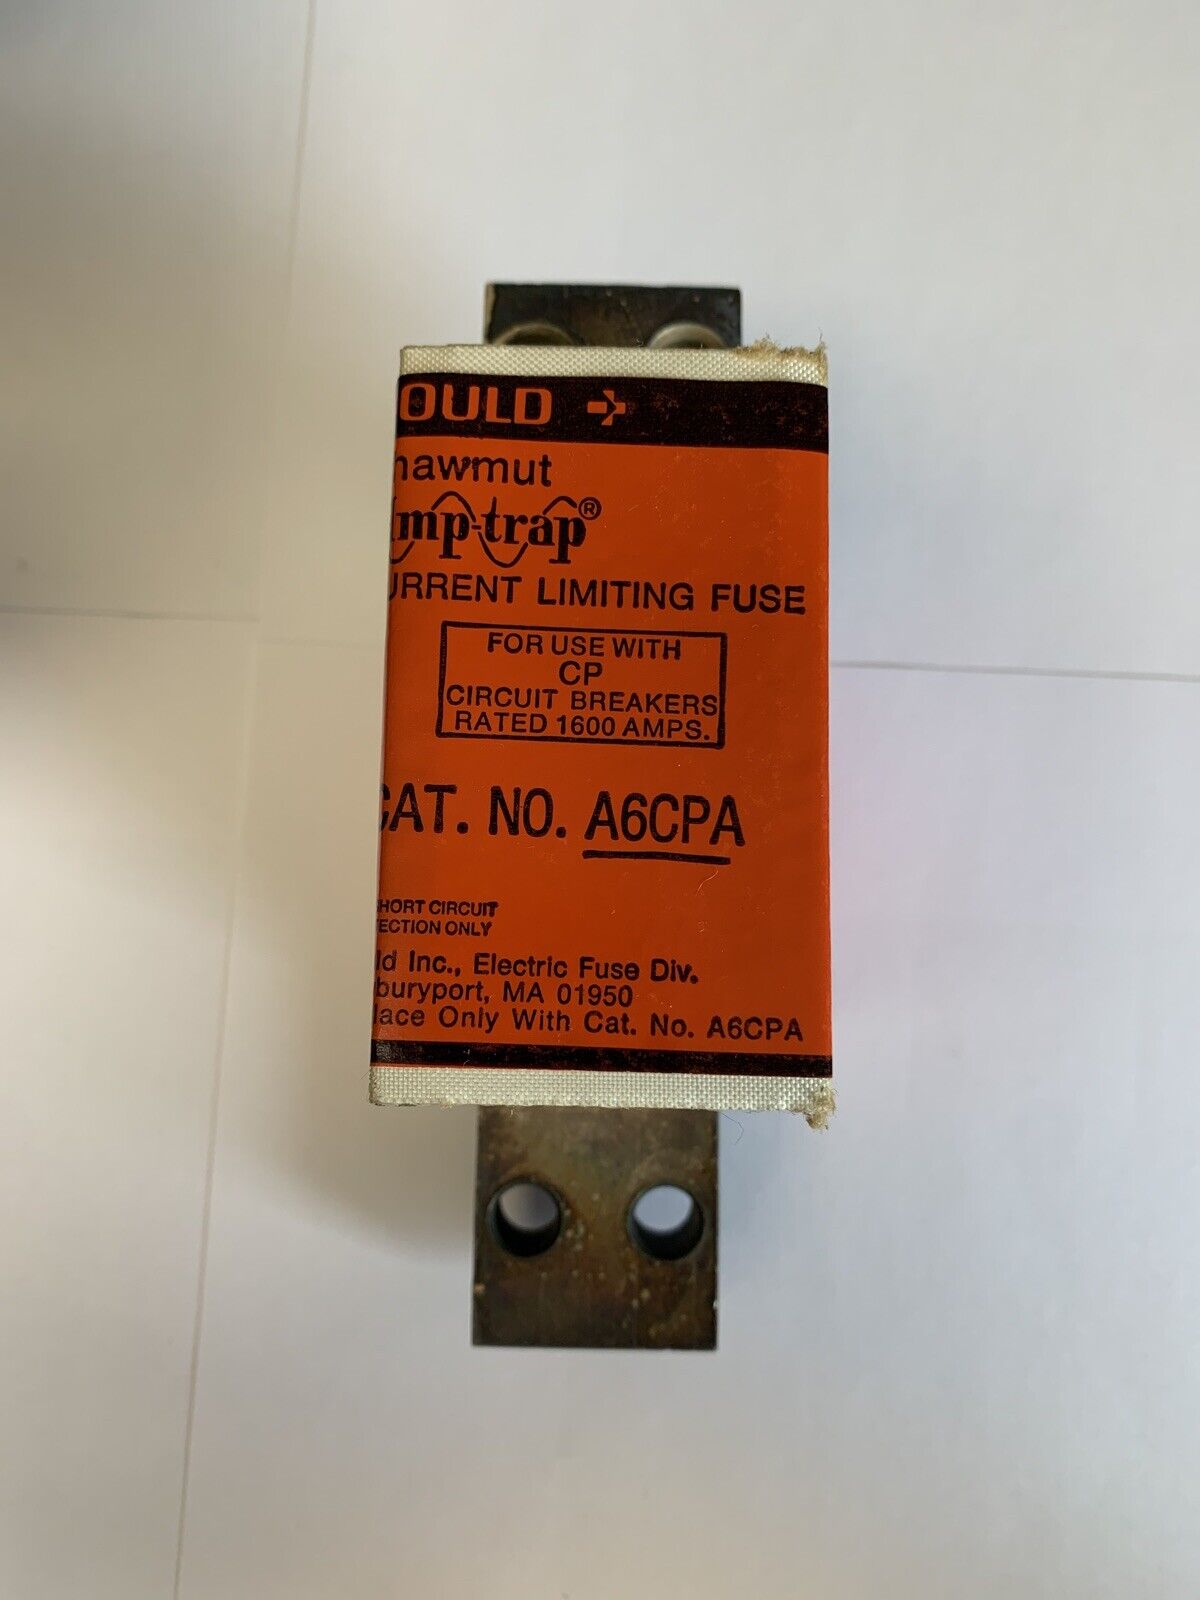 OULD
hawmut
mp-trap®
URRENT LIMITING FUSE
FOR USE WITH
CP
CIRCUIT BREAKERS
RATED 1600 AMPS.
CAT. NO. A6CPA
HORT CIRCUIT
TECTION ONLY
ld Inc., Electric Fuse Div.
buryport, MA 01950
lace Only With Cat. No. A6CPA